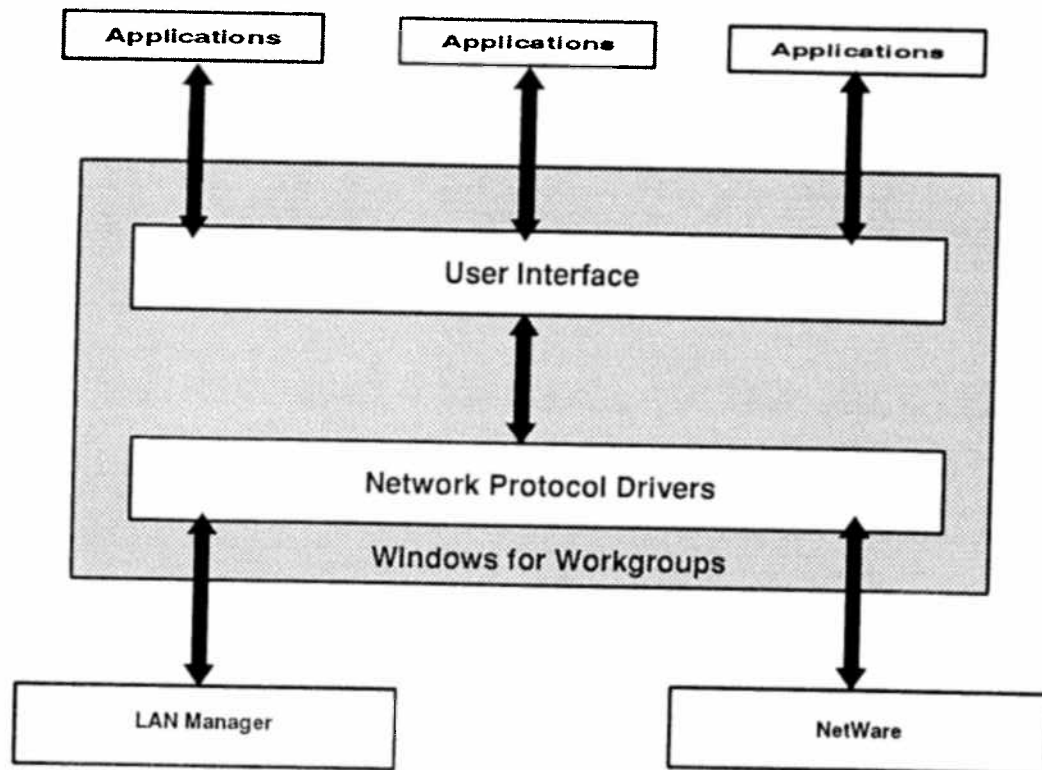 Applications
Applications
Applications
User Interface
Network Protocol Drivers
Windows for Workgroups
LAN Manager
NetWare